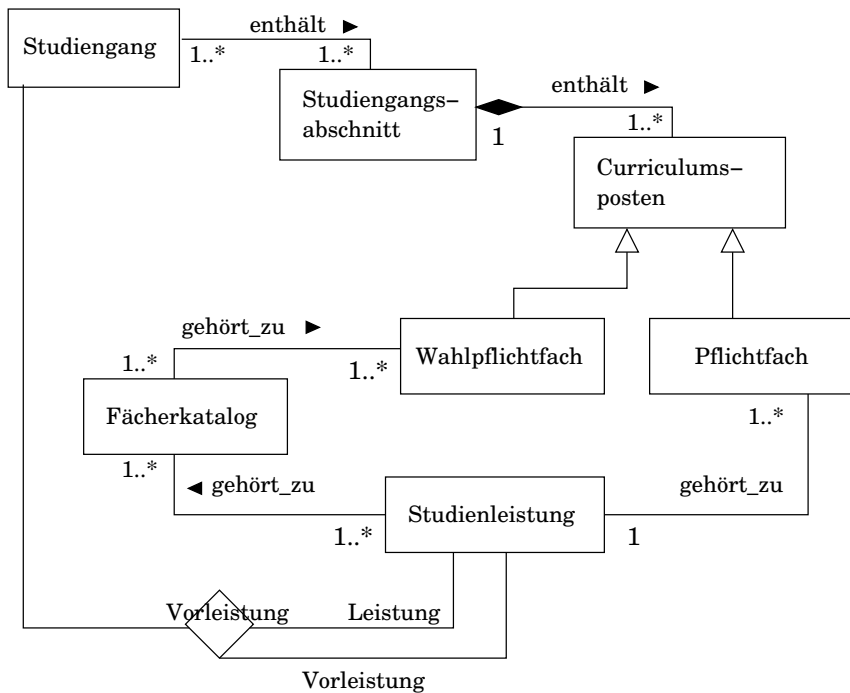 enthält ►
Studiengang
1..*
1..*
enthält ►
Studiengangs–
abschnitt
1
1..*
Curriculums–
posten
gehört_zu ►
1..*
1..*
Wahlpflichtfach
Pflichtfach
Fächerkatalog
1..*
1..*
◄ gehört_zu
gehört_zu
Studienleistung
1..*
1
Vorleistung
Leistung
Vorleistung